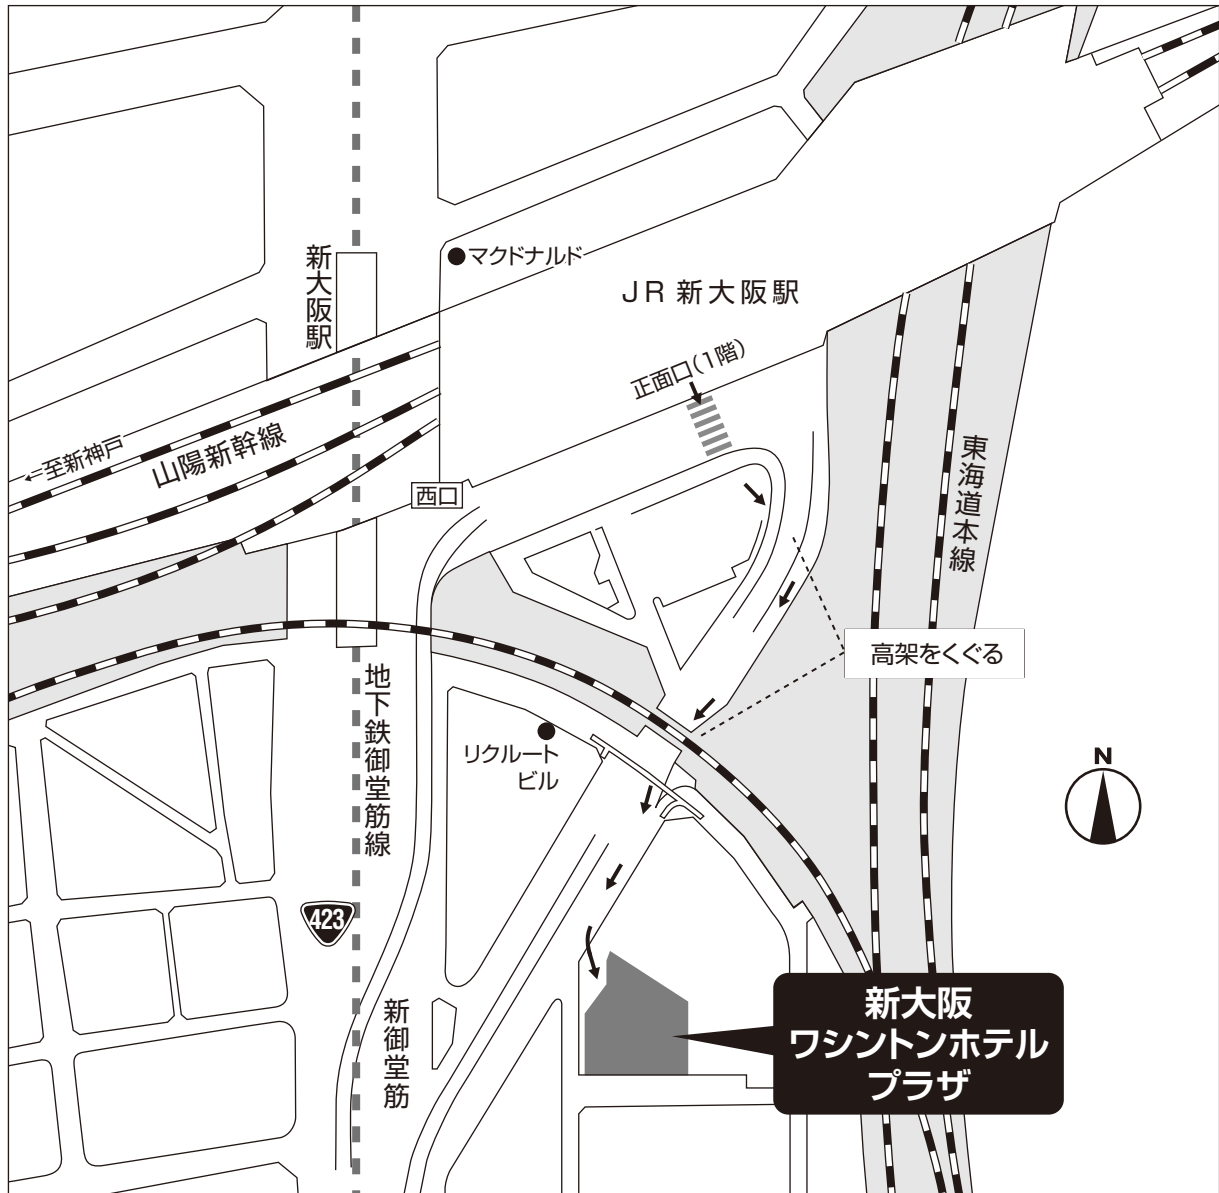 マクドナルド
新大阪駅
JR 新大阪駅
正面口(1階)
←至新神戸
山陽新幹線
西口
東海道本線
高架をくぐる
地下鉄御堂筋線
リクルート
ビル
N
423
新御堂筋
新大阪
ワシントンホテル
プラザ